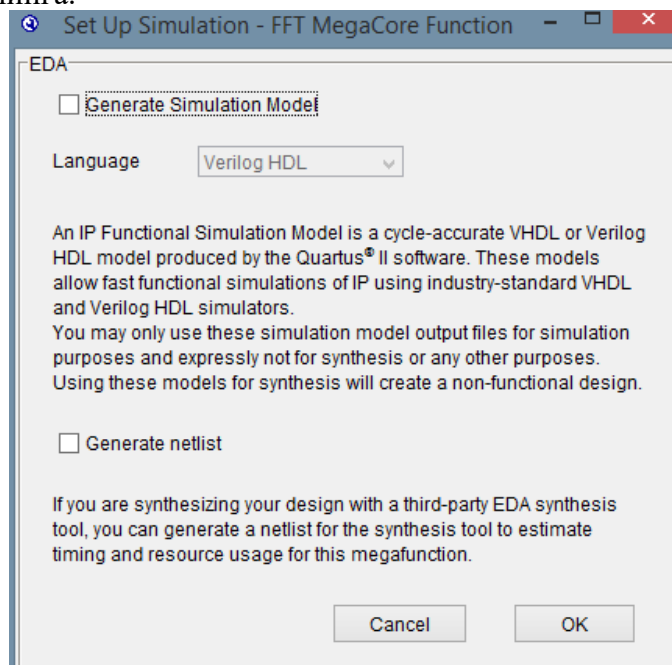 Set Up Simulation - FFT MegaCore Function
EDA
Generate Simulation Model
Language
Verilog HDL
An IP Functional Simulation Model is a cycle-accurate VHDL or Verilog
HDL model produced by the Quartus® II software. These models
allow fast functional simulations of IP using industry-standard VHDL
and Verilog HDL simulators.
You may only use these simulation model output files for simulation
purposes and expressly not for synthesis or any other purposes.
Using these models for synthesis will create a non-functional design.
Generate netlist
If you are synthesizing your design with a third-party EDA synthesis
tool, you can generate a netlist for the synthesis tool to estimate
timing and resource usage for this megafunction.
Cancel
OK